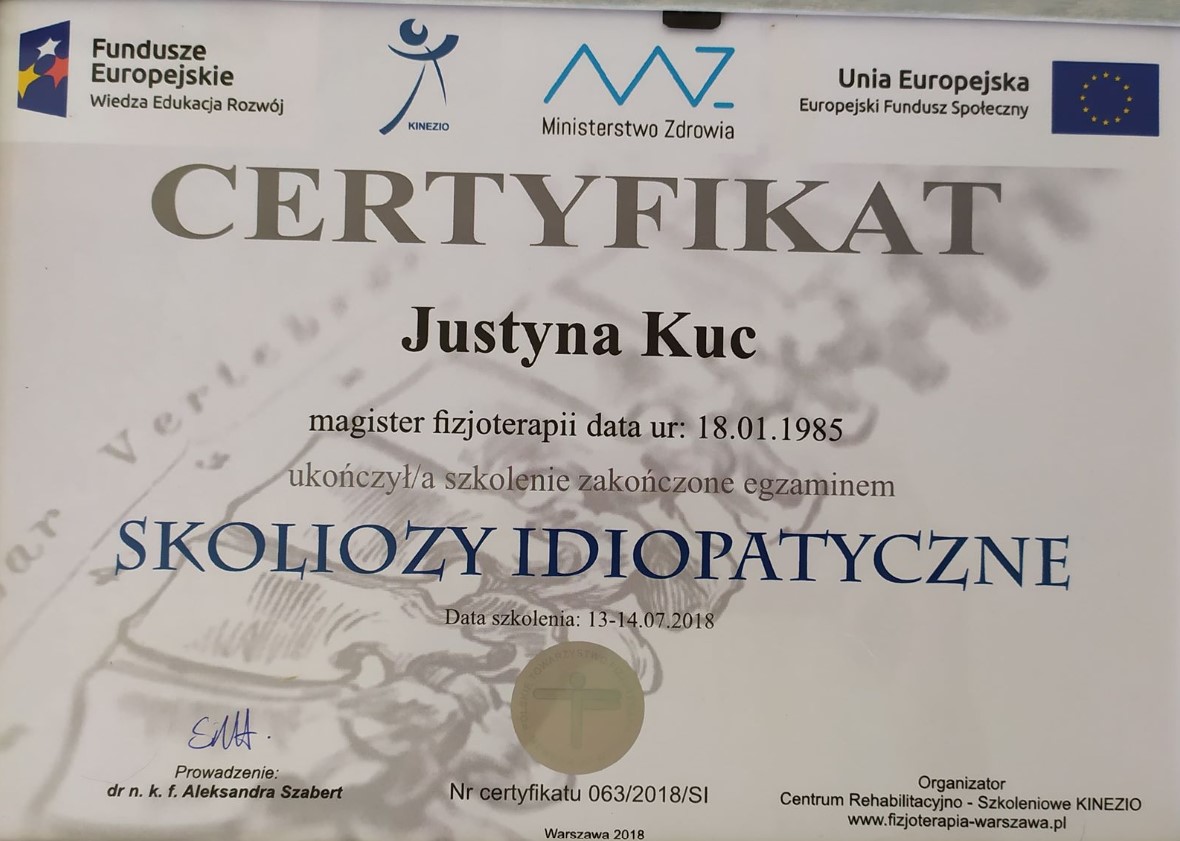 Fundusze
Europejskie
Wiedza Edukacja Rozwój
KINEZIO
Ministerstwo Zdrowia
Unia Europejska
Europejski Fundusz Społeczny
CERTYFIKAT
Justyna Kuc
magister fizjoterapii data ur: 18.01.1985
ukończył/a szkolenie zakończone egzaminem
SKOLIOZY IDIOPATYCZNE
Data szkolenia: 13-14.07.2018
Prowadzenie:
dr n. k. f. Aleksandra Szabert
Nr certyfikatu 063/2018/SI
Warszawa 2018
Organizator
Centrum Rehabilitacyjno - Szkoleniowe KINEZIO
www.fizjoterapia-warszawa.pl